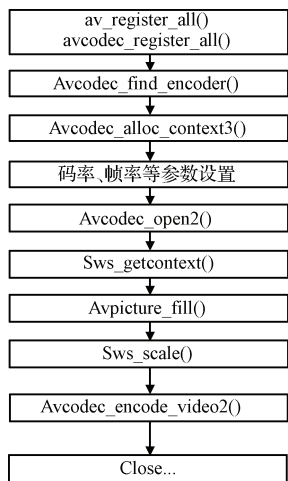 av_register_all()
avcodec_register_all()
Avcodec_find_encoder()
Avcodec_alloc_context3()
码率、帧率等参数设置
Avcodec_open2()
Sws_getcontext()
Avpicture_fill()
Sws_scale()
Avcodec_encode_video2()
Close...